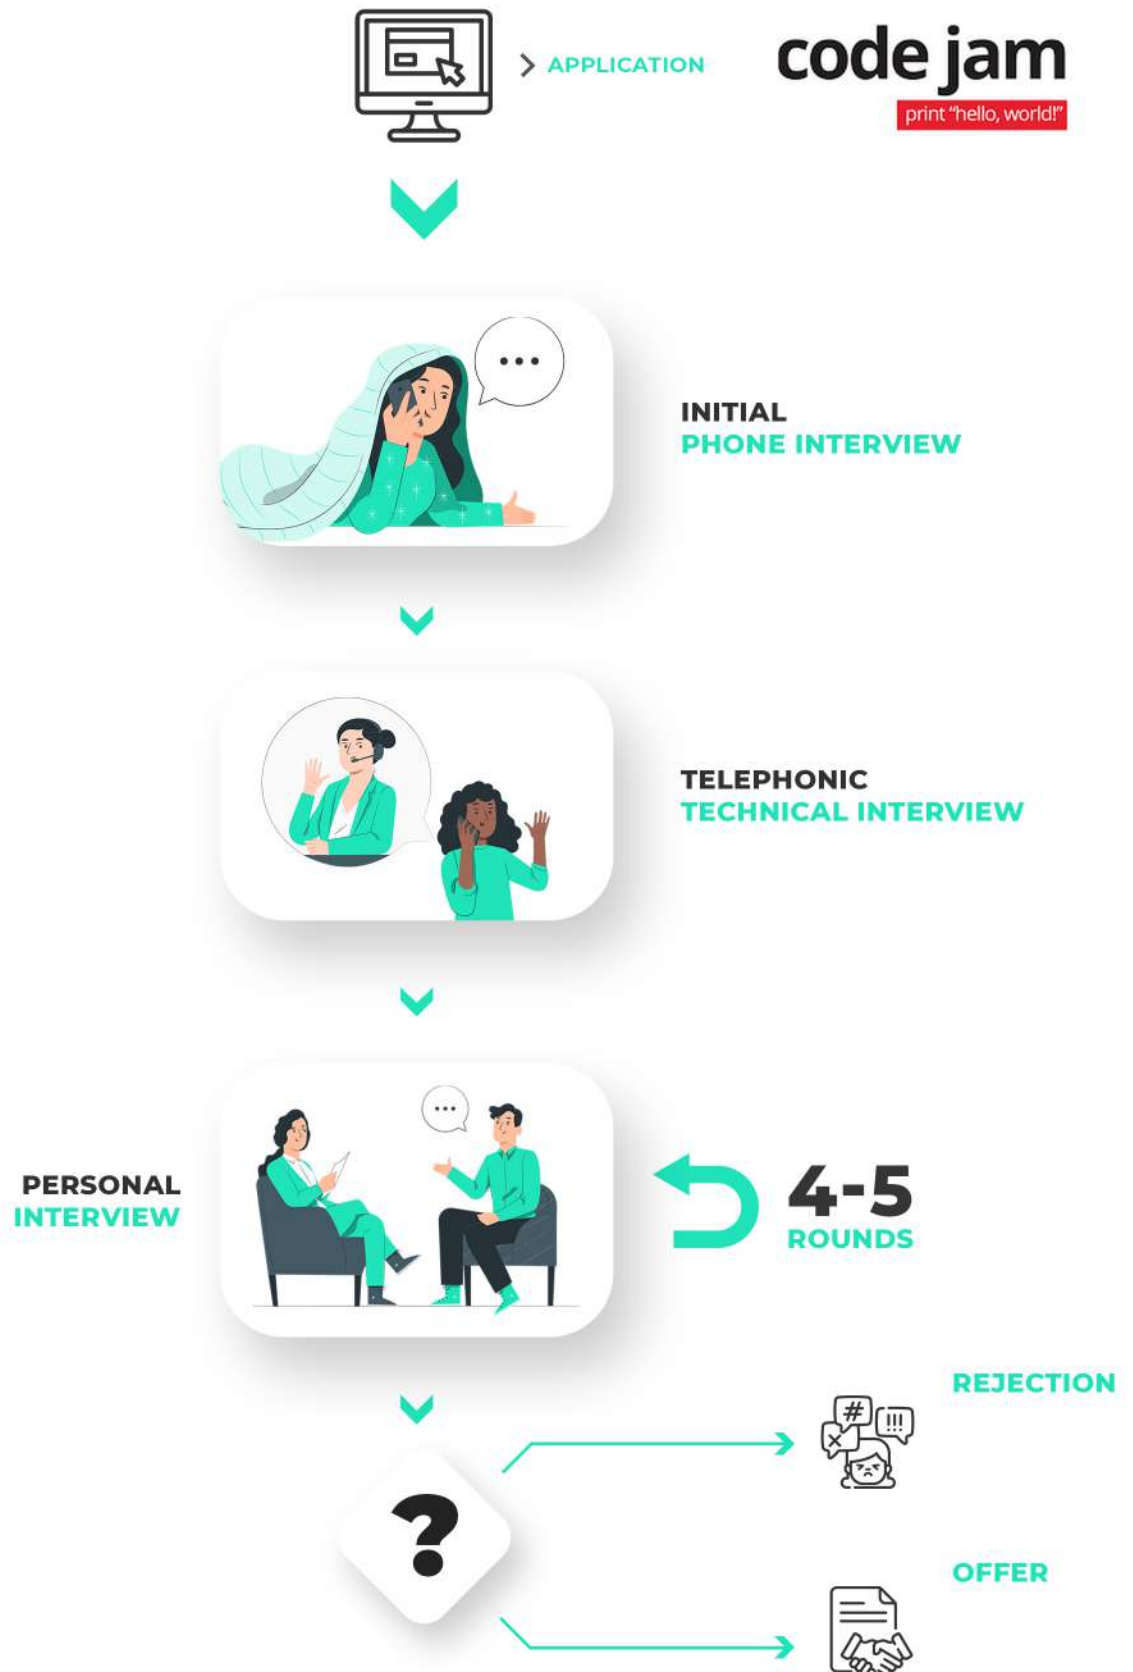 APPLICATION
code jam
print “hello, world!”
INITIAL
PHONE INTERVIEW
TELEPHONIC
TECHNICAL INTERVIEW
PERSONAL
INTERVIEW
4-5
ROUNDS
REJECTION
#
!!!
?
OFFER